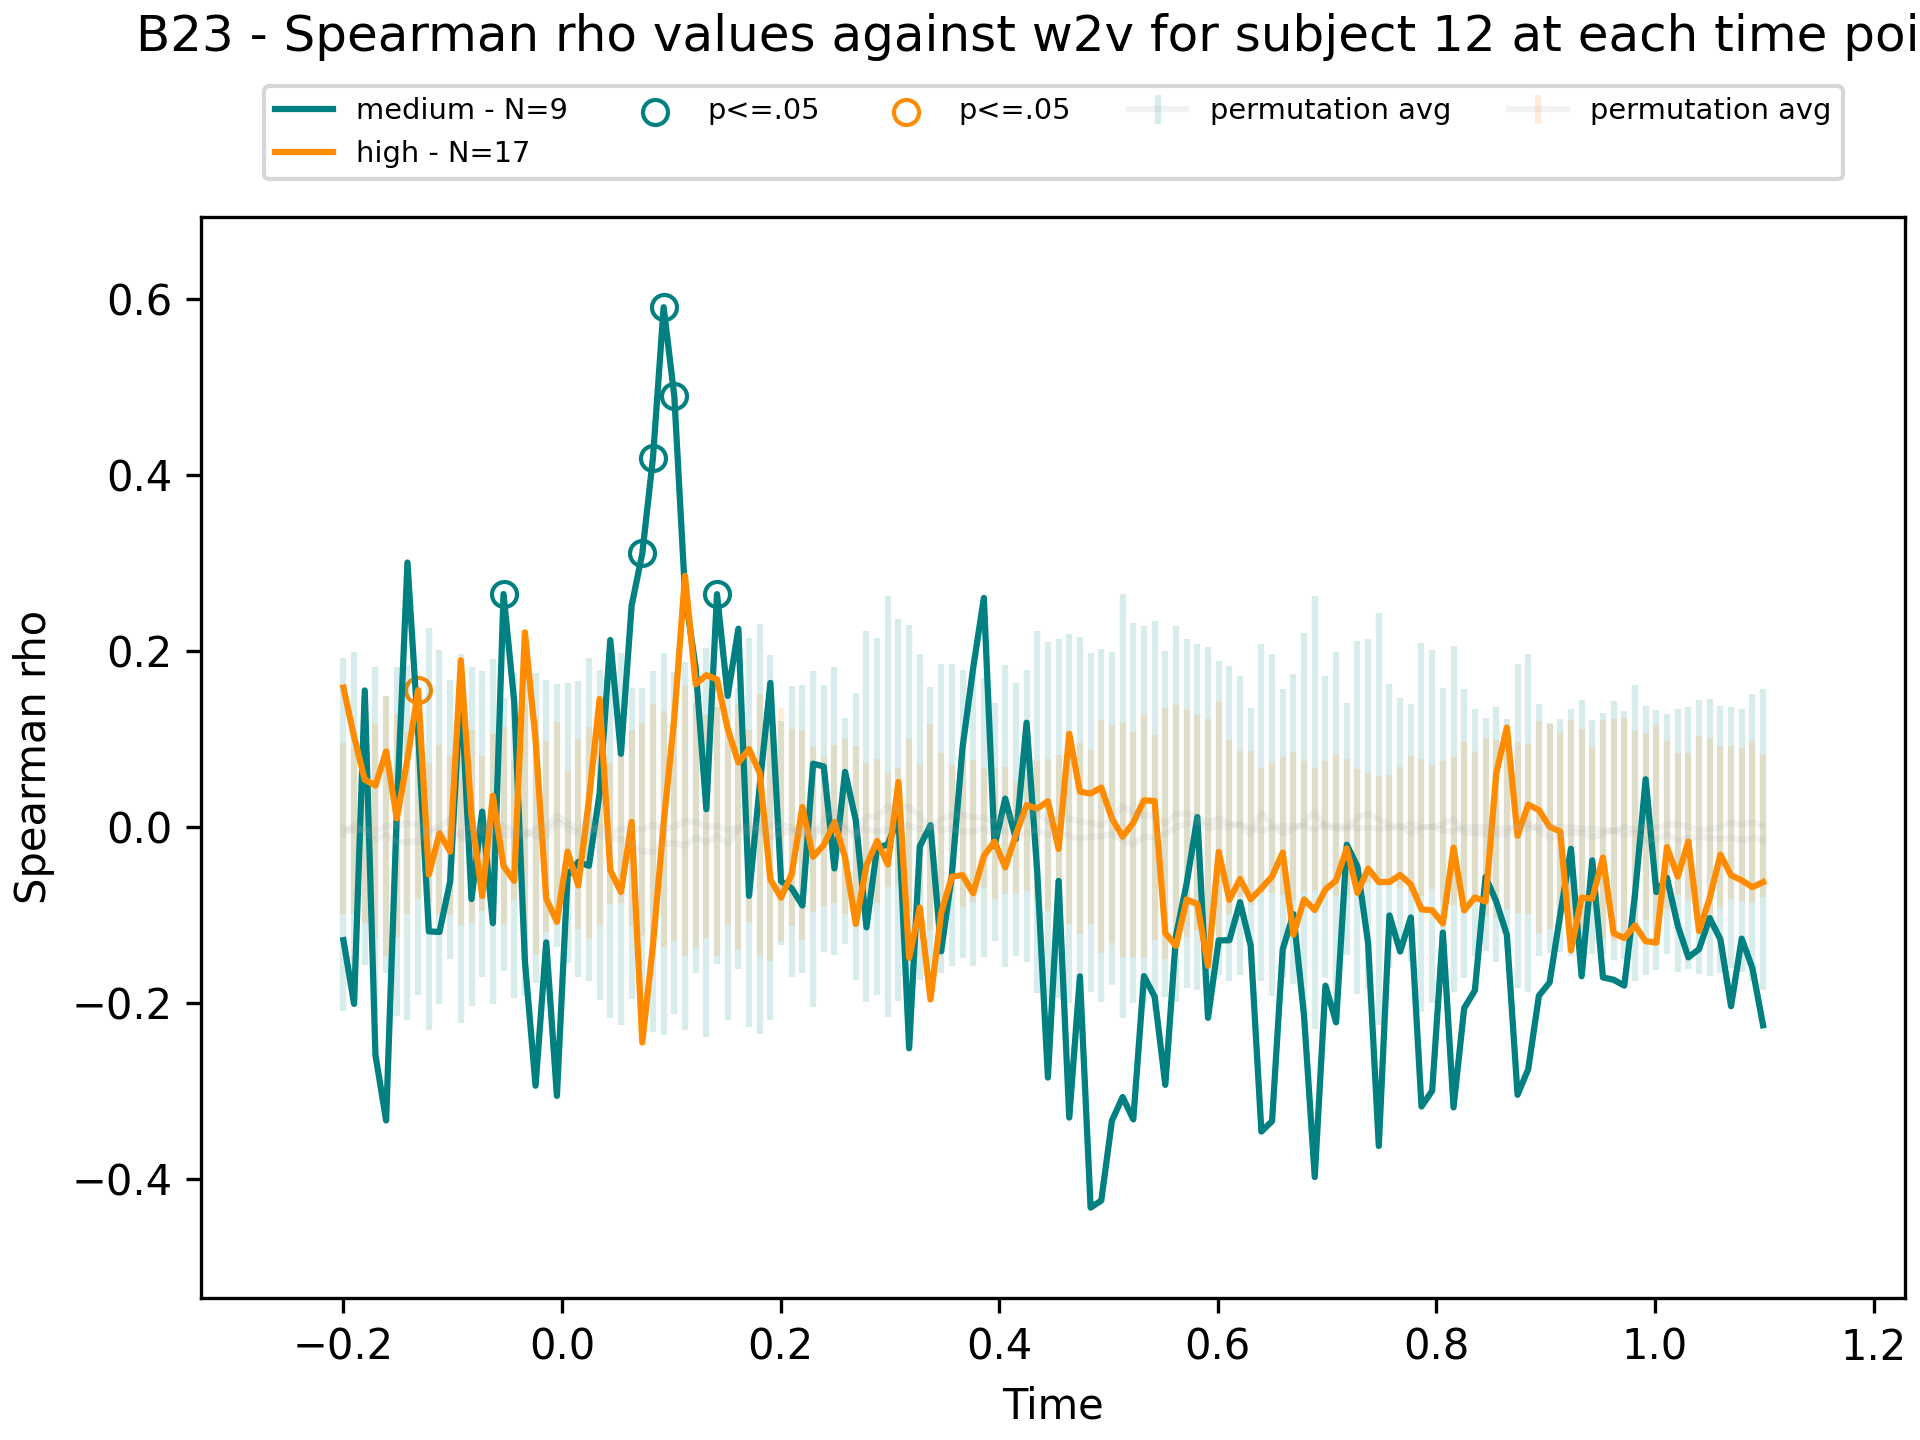 B23 - Spearman rho values against w2v for subject 12 at each time poi
medium - N=9
high - N=17
p<=.05
p<=.05
permutation avg
permutation avg
Spearman rho
0.6
0.4
0.2
0.0
−0.2
−0.4
−0.2 0.0 0.2 0.4 0.6 0.8 1.0 1.2
Time